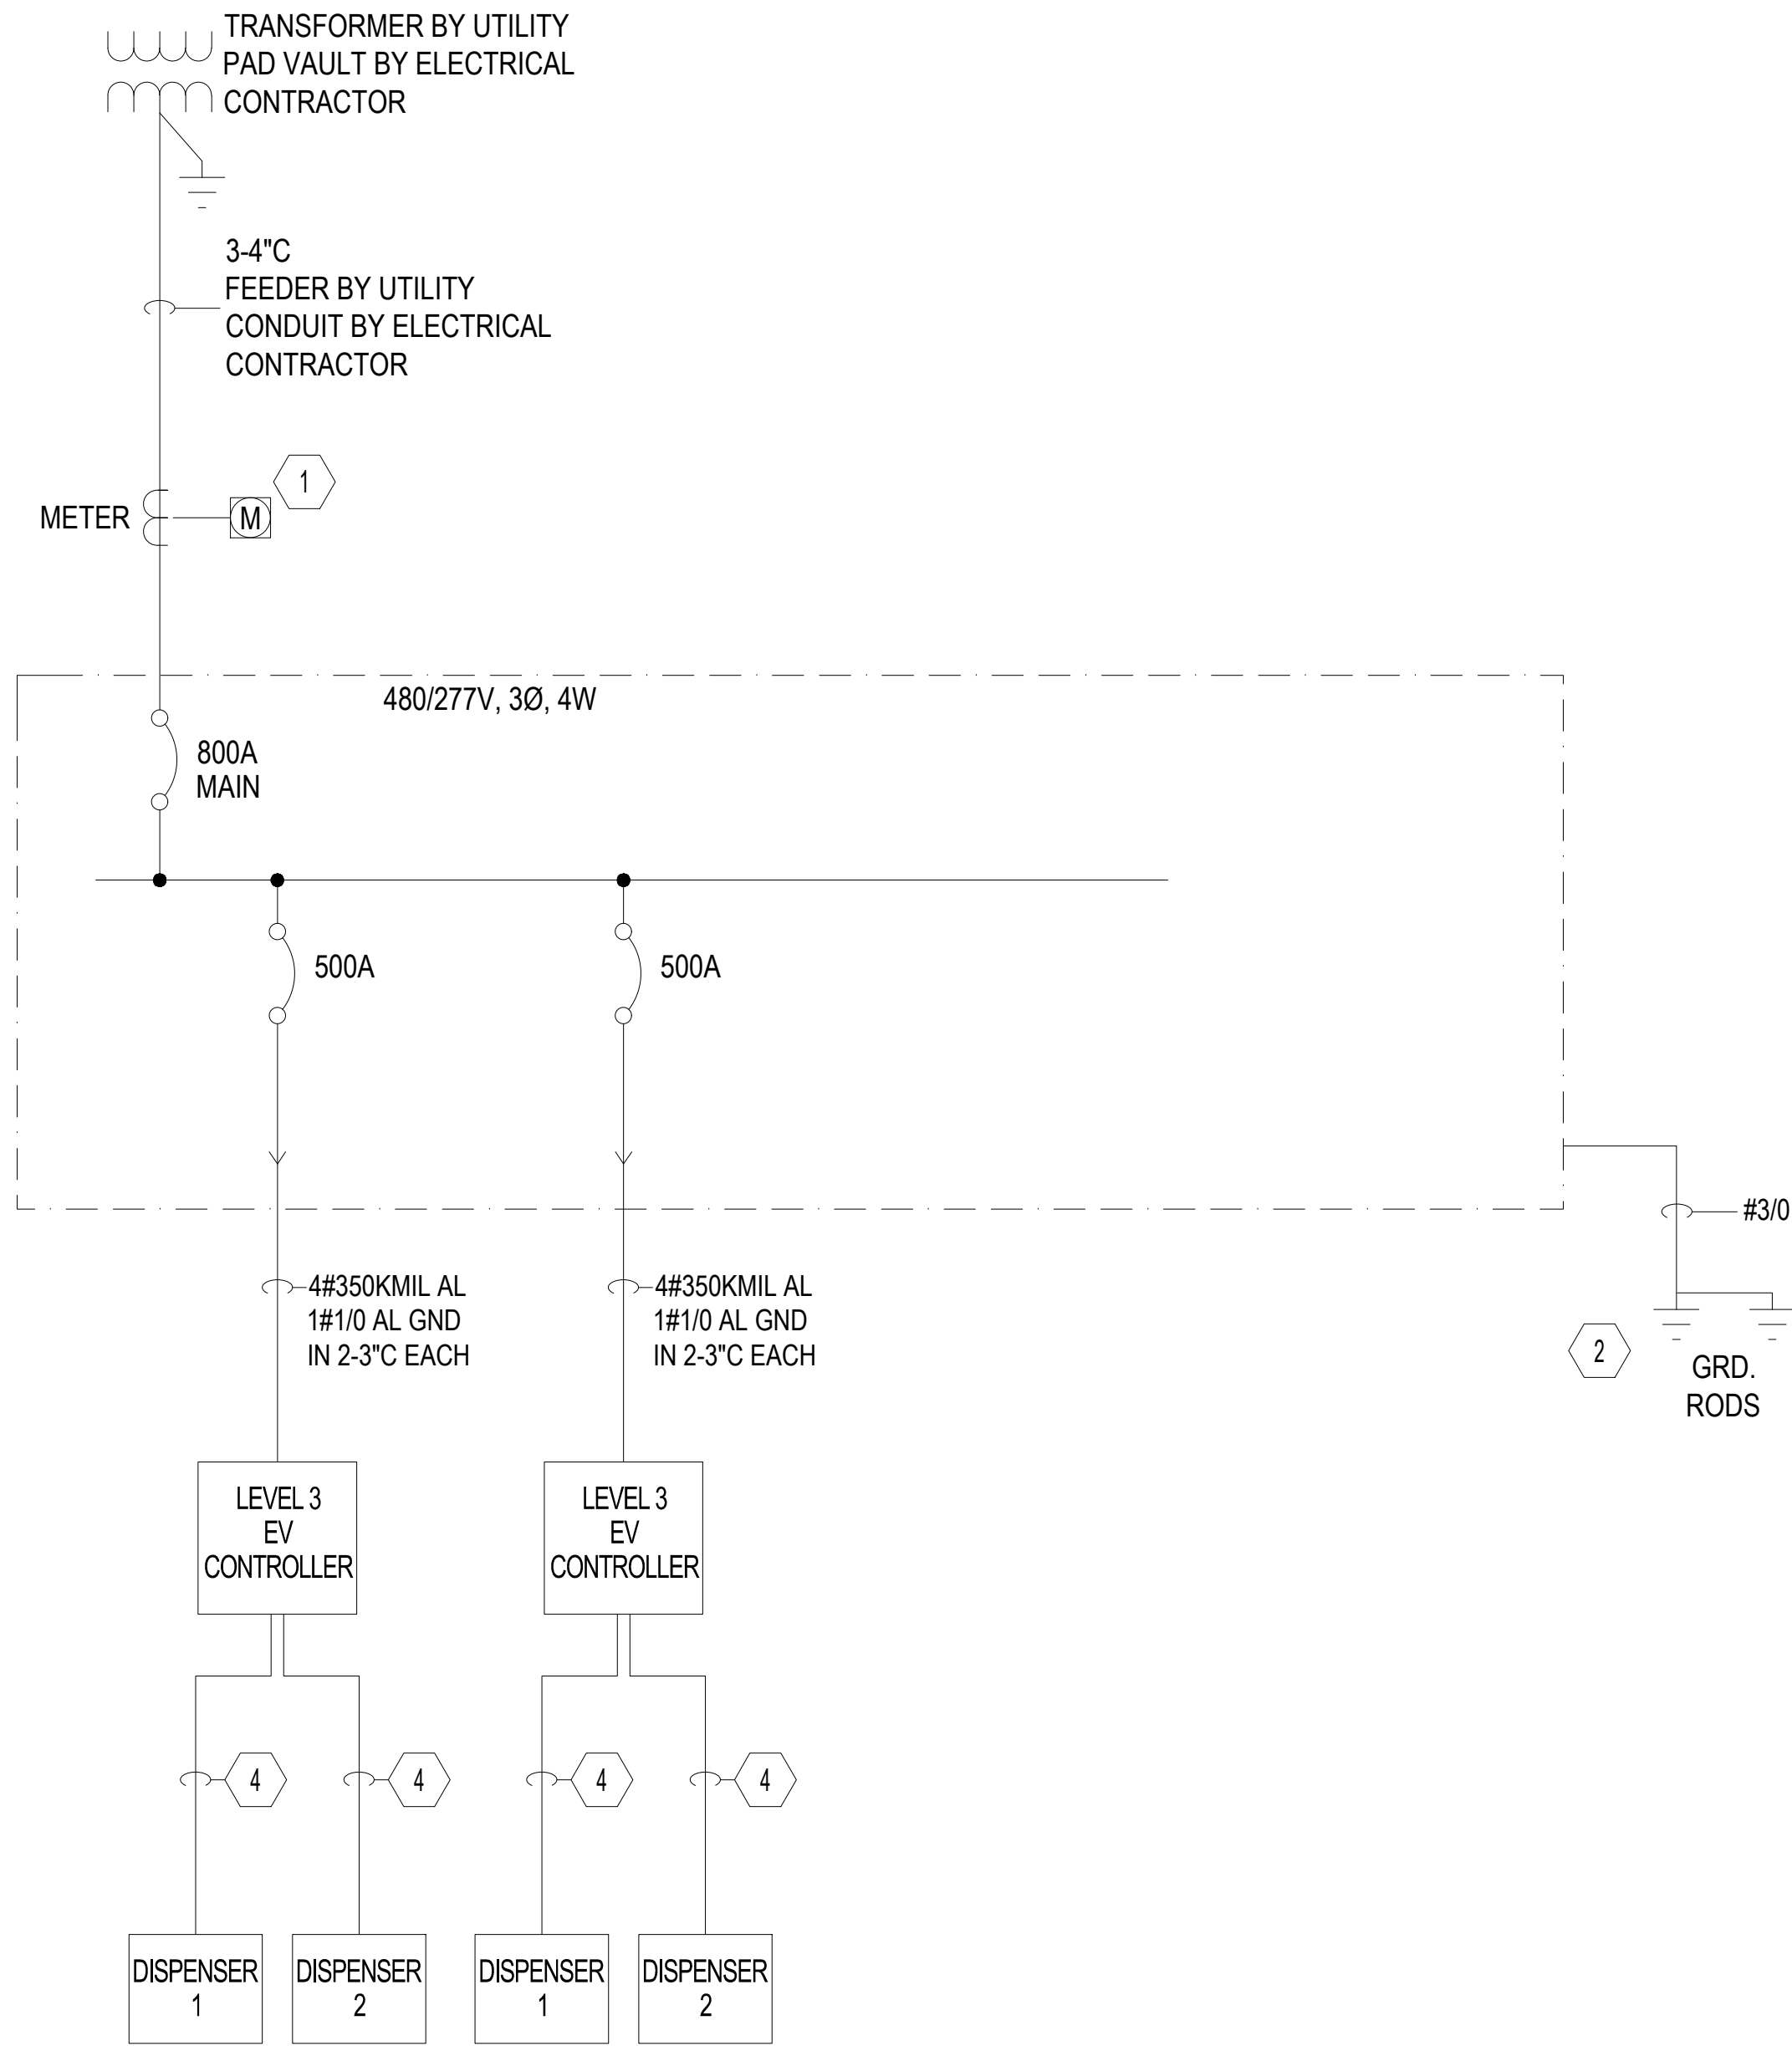 TRANSFORMER BY UTILITY
PAD VAULT BY ELECTRICAL
CONTRACTOR
3-4"C
FEEDER BY UTILITY
CONDUIT BY ELECTRICAL
CONTRACTOR
1
METER
M
480/277V, 3Ø, 4W
800A
MAIN
500A
500A
#3/0
4#350KMIL AL
1#1/0 AL GND
IN 2-3"C EACH
4#350KMIL AL
1#1/0 AL GND
IN 2-3"C EACH
2
GRD.
RODS
LEVEL 3
EV
CONTROLLER
LEVEL 3
EV
CONTROLLER
4
4
4
4
DISPENSER
1
DISPENSER
2
DISPENSER
1
DISPENSER
2